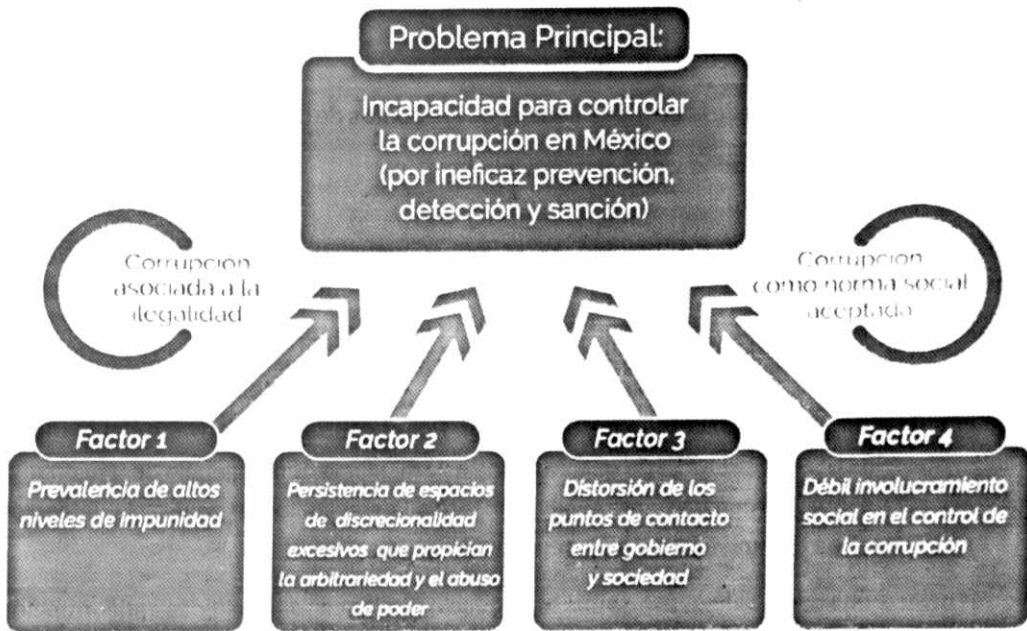 Problema Principal:
Incapacidad para controlar
la corrupción en México
(por ineficaz prevención,
detección y sanción)
Corrupción
asociada a la
ilegalidad
Corrupción
como norma social
aceptada
Factor 1
Prevalencia de altos
niveles de impunidad
Factor 2
Persistencia de espacios
de discrecionalidad
excesivos que propician
la arbitrariedad y el abuso
de poder
Factor 3
Distorsión de los
puntos de contacto
entre gobierno
y sociedad
Factor 4
Débil involucramiento
social en el control de
la corrupción